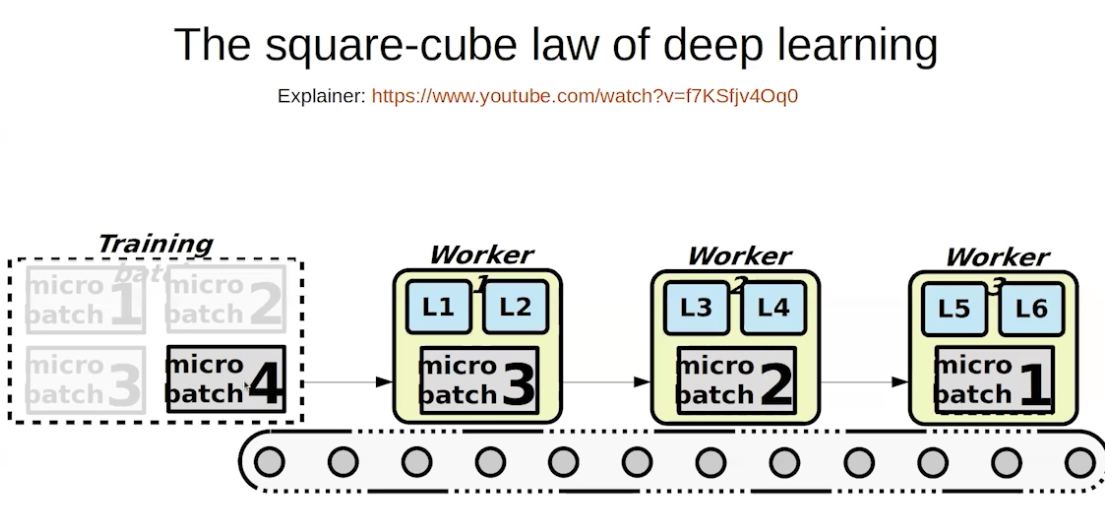 The square-cube law of deep learning
Explainer: https://www.youtube.com/watch?v=f7KSfjv4Oq0
Training
batch
micro batch 1
micro batch 2
micro batch 3
micro batch 4
Worker 1
L1 L2
micro batch 3
Worker 2
L3 L4
micro batch 2
Worker 3
L5 L6
micro batch 1